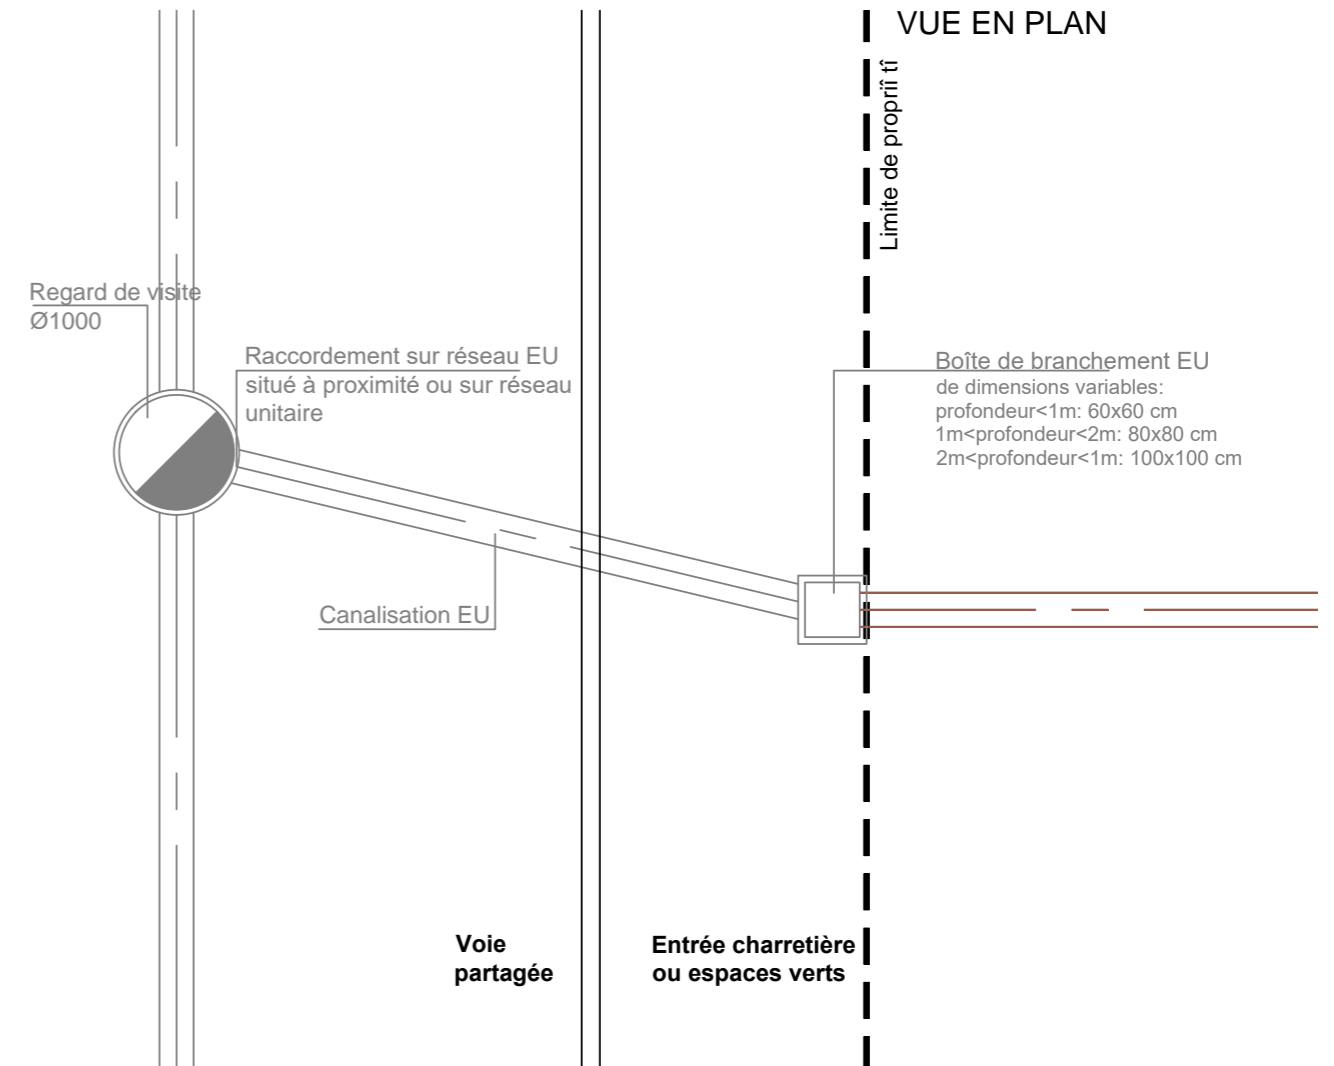 VUE EN PLAN
Limite de propriî tî
Regard de visite
Ø1000
Raccordement sur réseau EU
situé à proximité ou sur réseau
unitaire
Boîte de branchement EU
de dimensions variables:
profondeur<1m: 60x60 cm
1m<profondeur<2m: 80x80 cm
2m<profondeur<1m: 100x100 cm
Canalisation EU
Voie
partagée
Entrée charretière
ou espaces verts